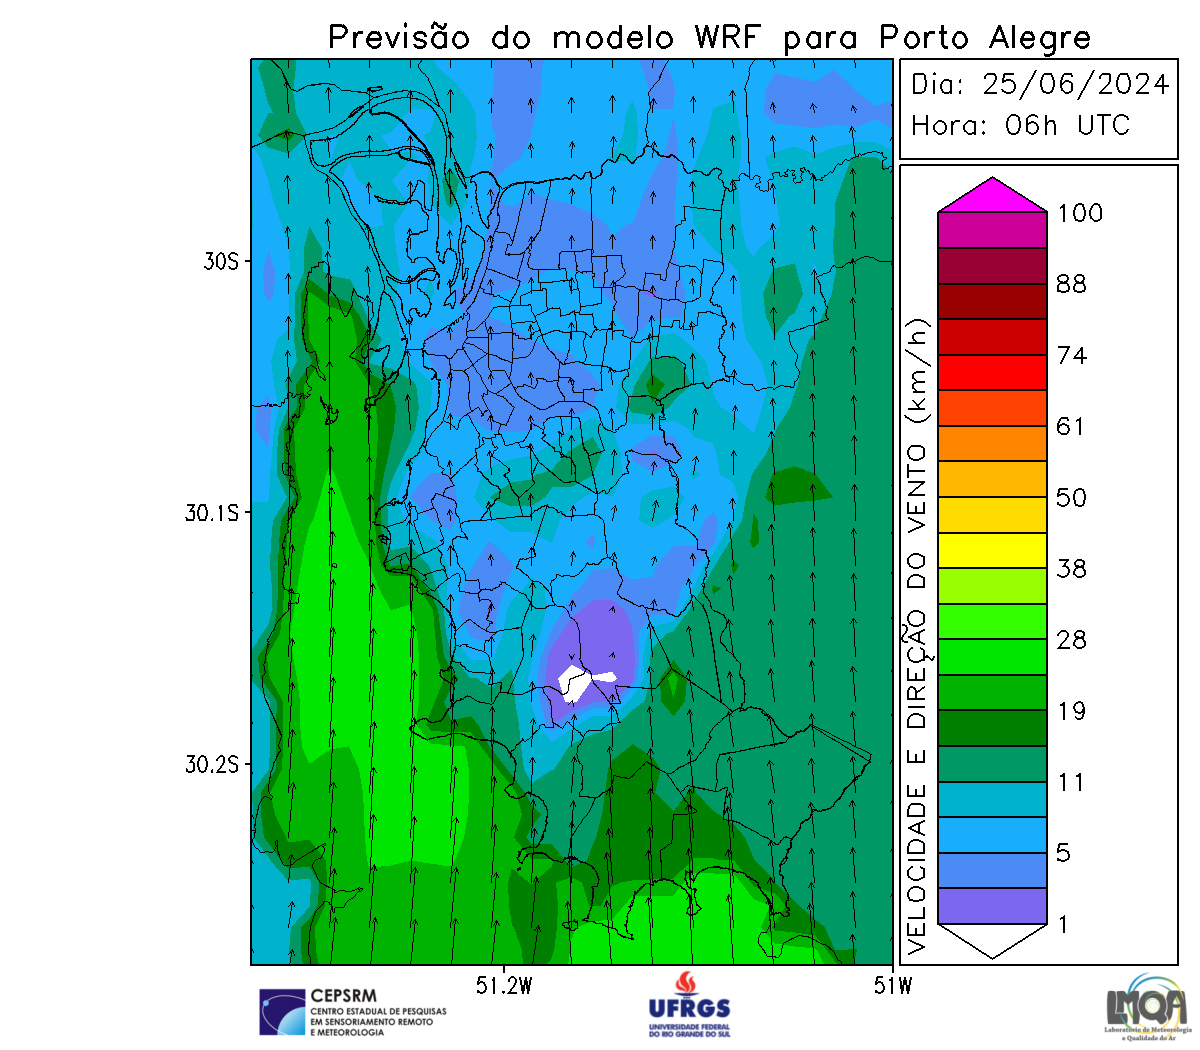 Previsão do modelo WRF para Porto Alegre
Dia: 25/06/2024
Hora: 06h UTC
30S
30.1S
30.2S
51.2W
51W
VELOCIDADE E DIREÇÃO DO VENTO (km/h)
100
88
74
61
50
38
28
19
11
5
1
CEPSRM
CENTRO ESTADUAL DE PESQUISAS
EM SENSORIAMENTO REMOTO
E METEOROLOGIA
UFRGS
UNIVERSIDADE FEDERAL
DO RIO GRANDE DO SUL
LMQA
Laboratório de Meteorologia
e Qualidade do Ar